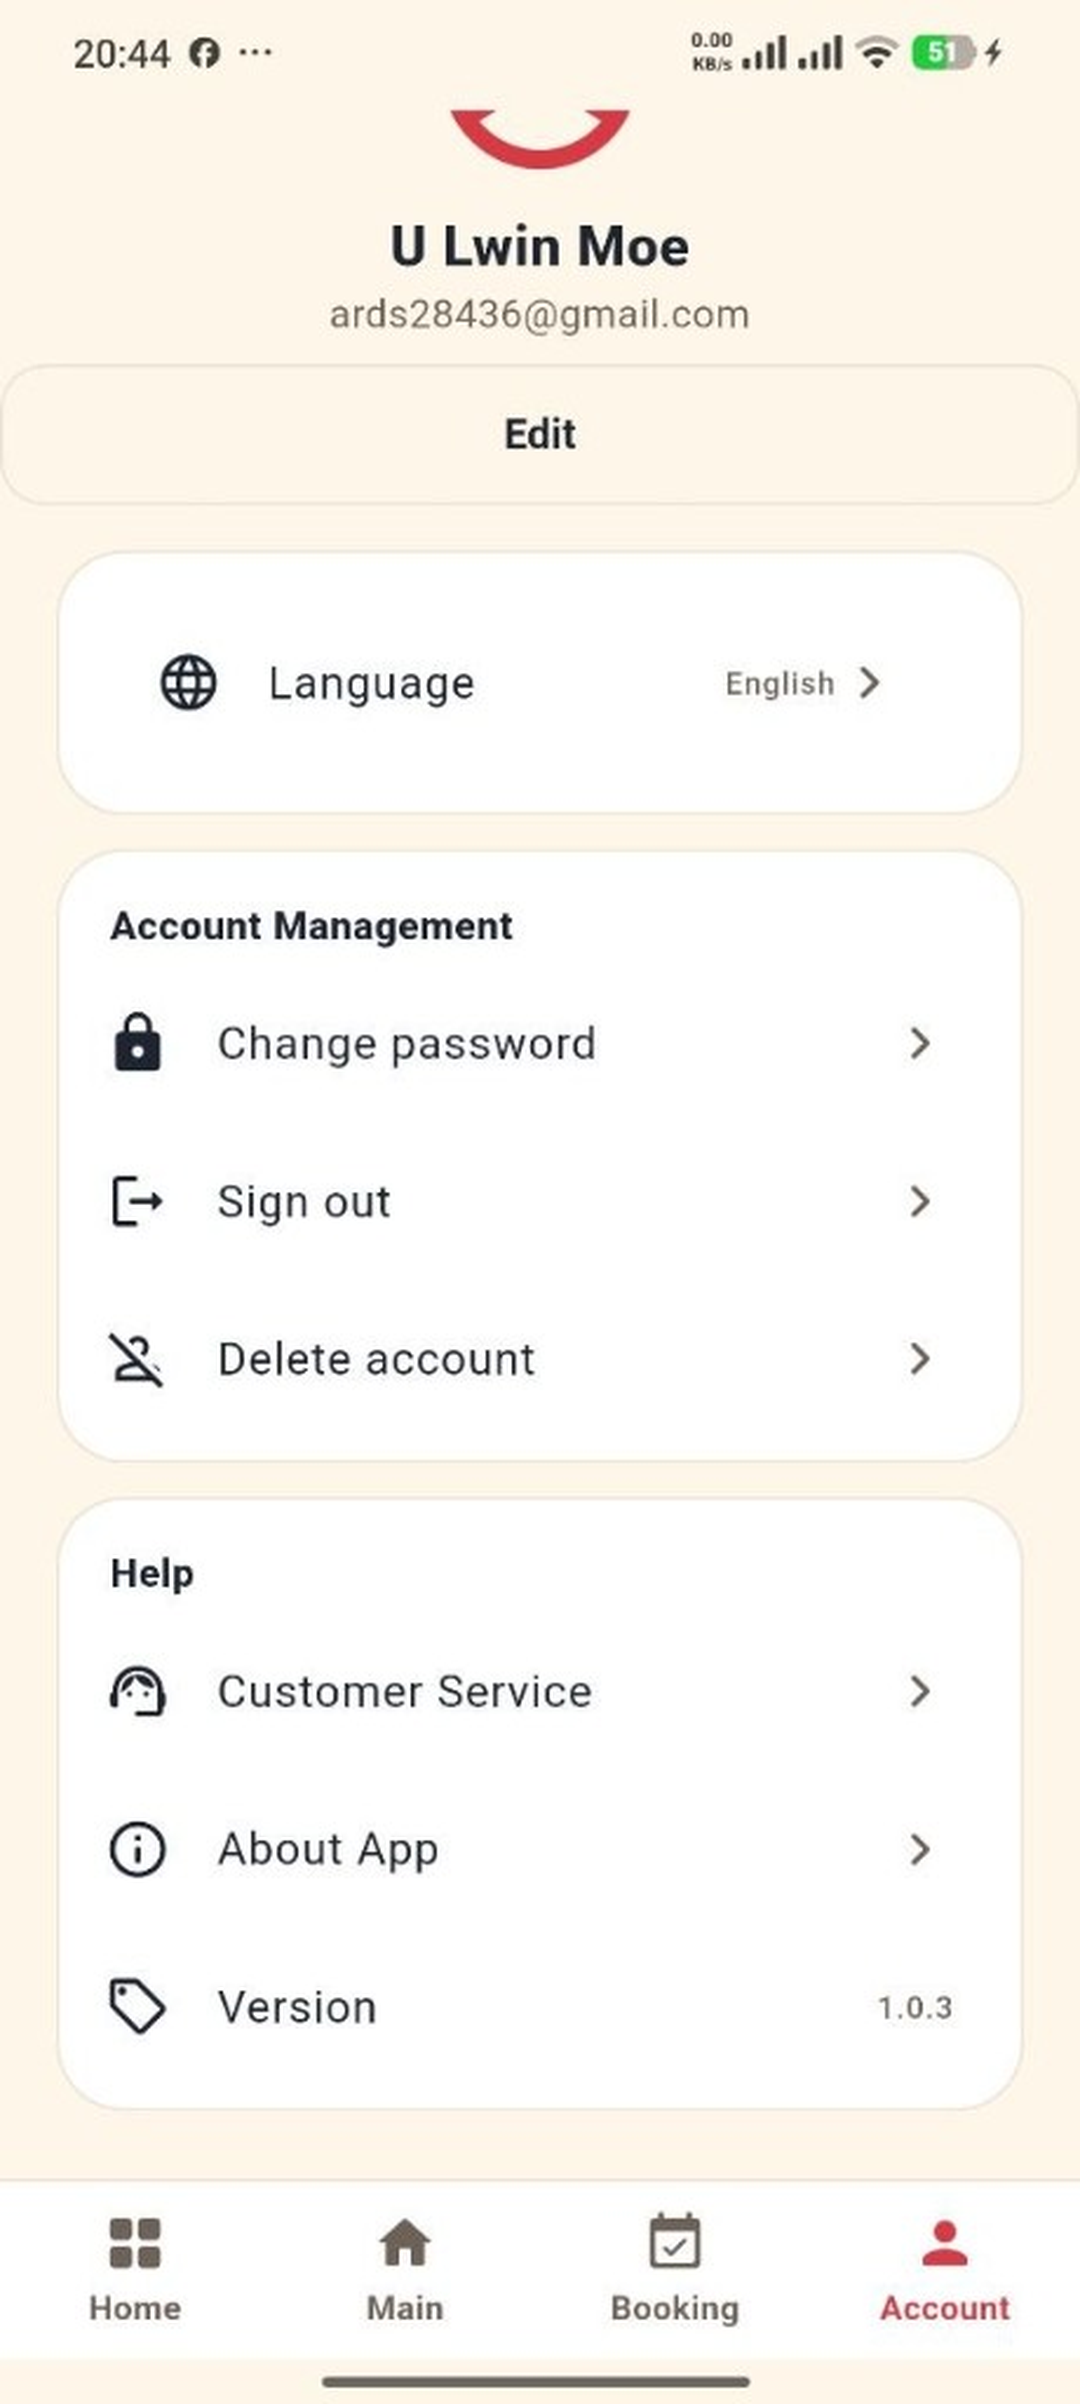 20:44
0.00
KB/s
51
U Lwin Moe
ards28436@gmail.com
Edit
Language
English
Account Management
Change password
Sign out
Delete account
Help
Customer Service
About App
Version
1.0.3
Home
Main
Booking
Account